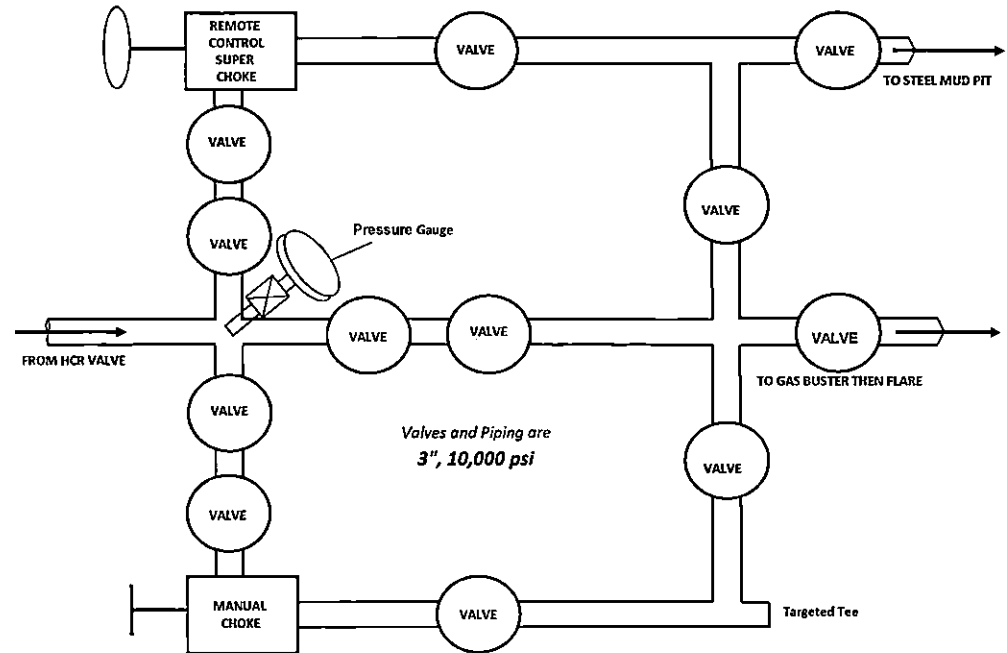 REMOTE
CONTROL
SUPER
CHOKE
VALVE
VALVE
TO STEEL MUD PIT
VALVE
VALVE
VALVE
Pressure Gauge
FROM HCR VALVE
VALVE
VALVE
VALVE
TO GAS BUSTER THEN FLARE
VALVE
Valves and Piping are
3", 10,000 psi
VALVE
VALVE
MANUAL
CHOKE
VALVE
Targeted Tee